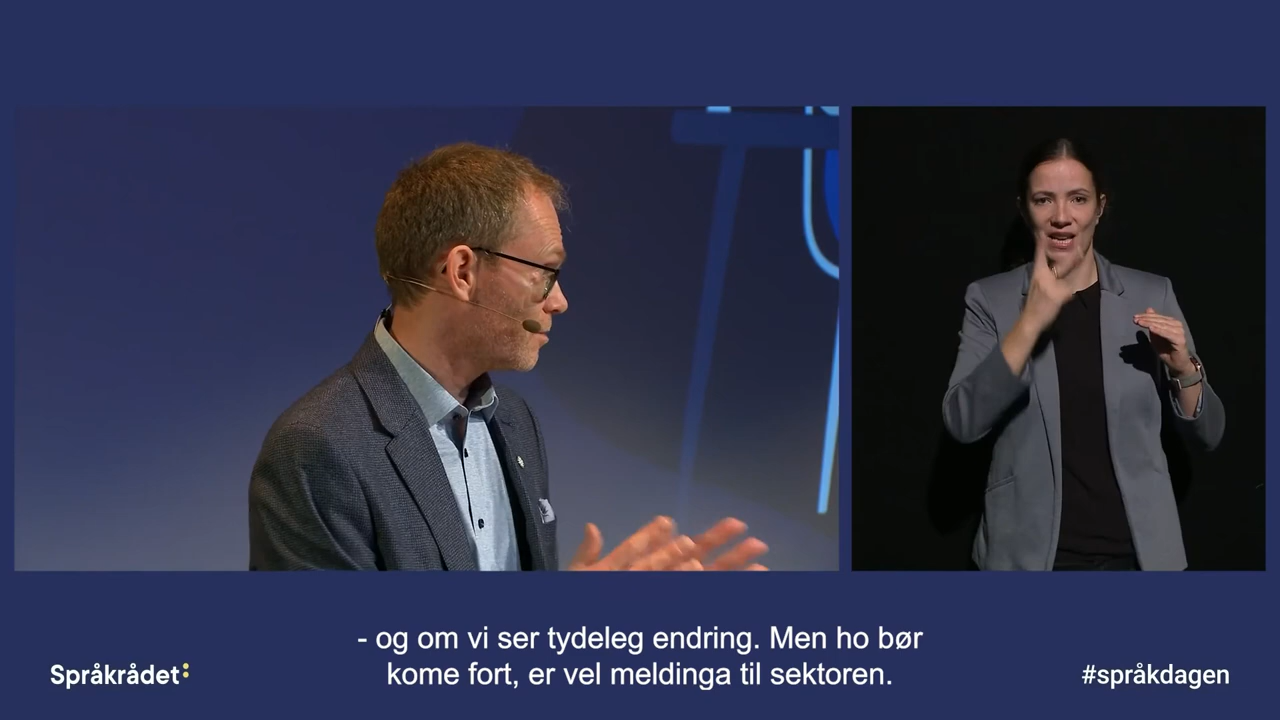 - og om vi ser tydeleg endring. Men ho bør
kome fort, er vel meldinga til sektoren.
Språkrådet:
#språkdagen